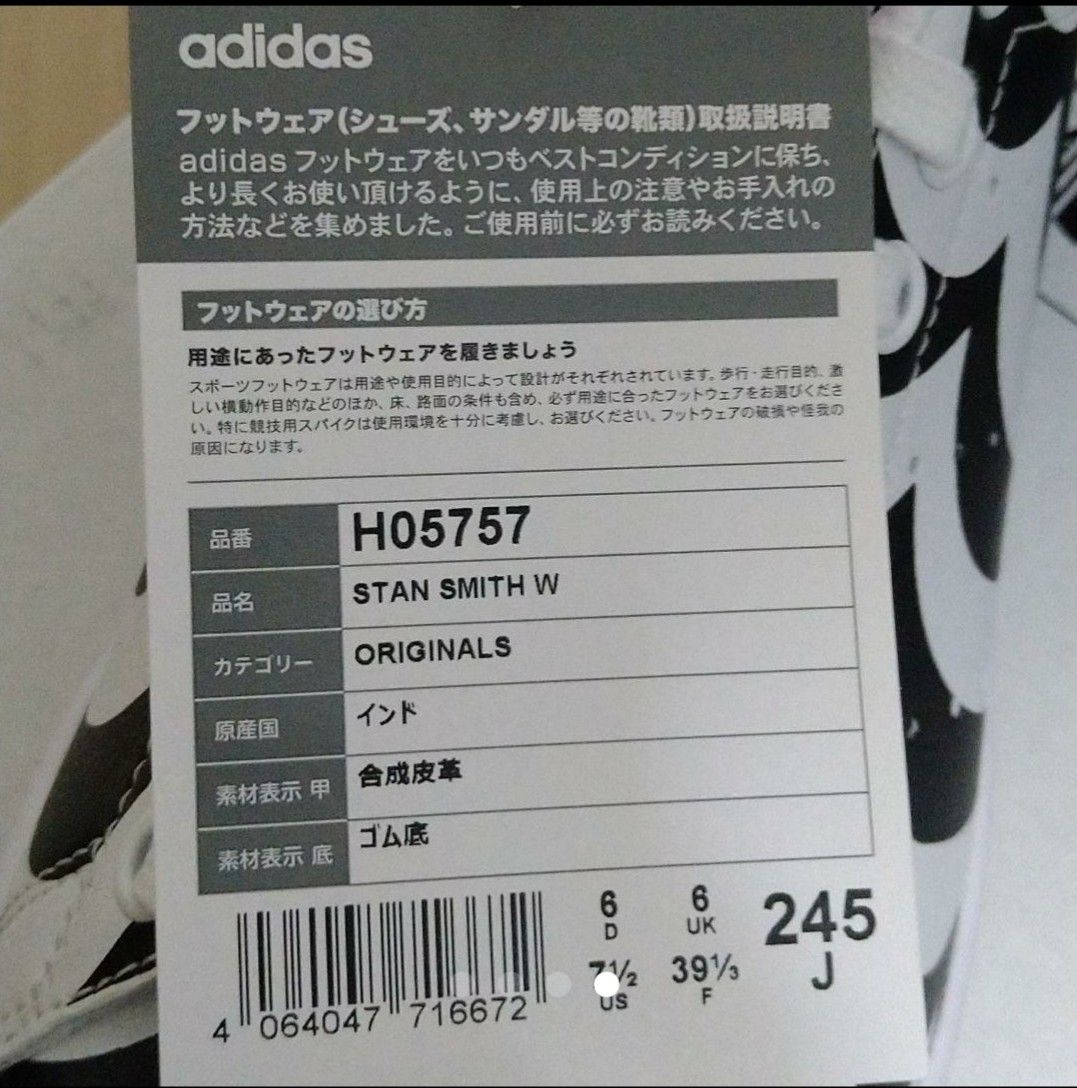 adidas
フットウェア(シューズ、サンダル等の靴類)取扱説明書
adidas フットウェアをいつもベストコンディションに保ち、
より長くお使い頂けるように、使用上の注意やお手入れの
方法などを集めました。ご使用前に必ずお読みください。
フットウェアの選び方
用途にあったフットウェアを履きましょう
スポーツフットウェアは用途や使用目的によって設計がそれぞれされています。歩行・走行目的、激
しい横動作目的などのほか、床、路面の条件も含め、必ず用途に合ったフットウェアをお選びくださ
い。特に競技用スパイクは使用環境を十分に考慮し、お選びください。フットウェアの破損や怪我の
原因になります。
品番 H05757
品名 STAN SMITH W
カテゴリー ORIGINALS
原産国 インド
素材表示 甲 合成皮革
素材表示 底 ゴム底
6 6 245
D UK J
7½ 39⅓
US F
4 064047 716672